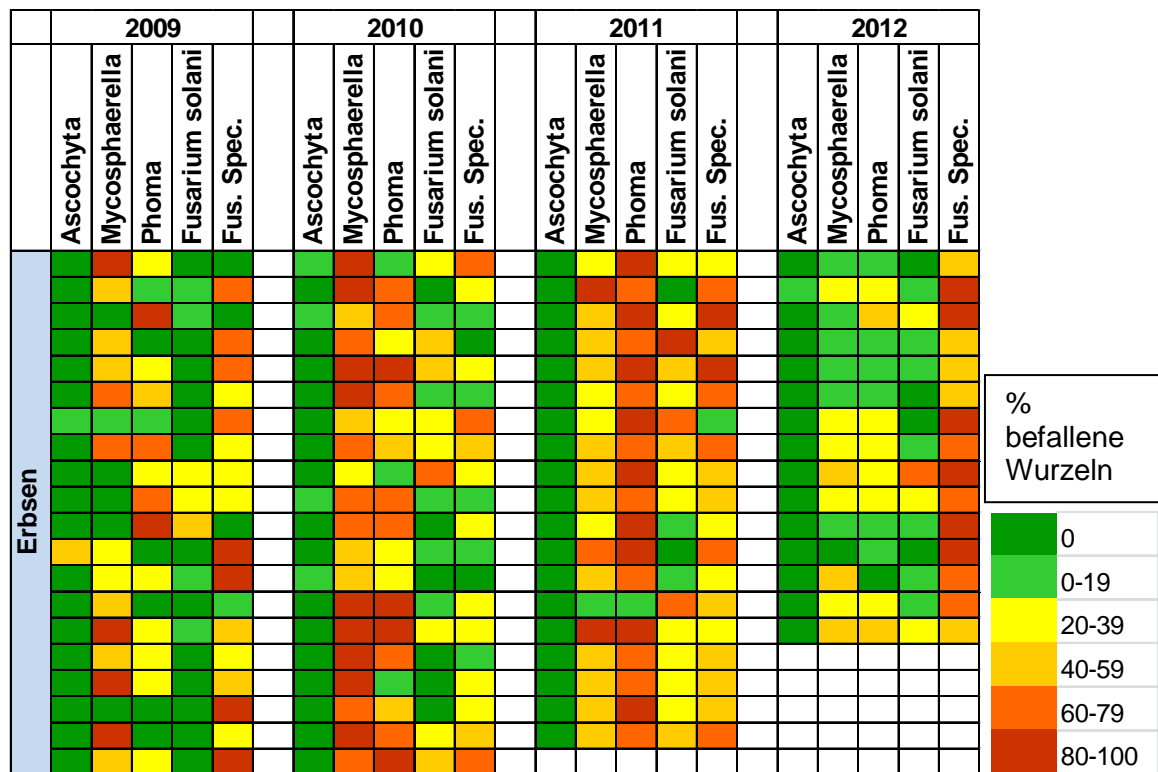 2009 2010 2011 2012
Ascochyta Mycosphaerella Phoma Fusarium solani Fus. Spec. Ascochyta Mycosphaerella Phoma Fusarium solani Fus. Spec. Ascochyta Mycosphaerella Phoma Fusarium solani Fus. Spec. Ascochyta Mycosphaerella Phoma Fusarium solani Fus. Spec.
Erbsen
%
befallene
Wurzeln
0
0-19
20-39
40-59
60-79
80-100